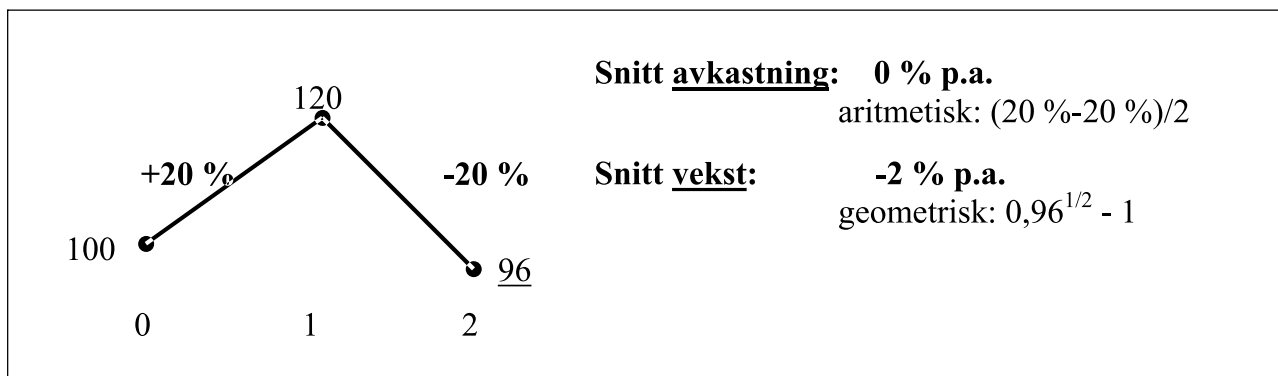 Snitt avkastning: 0 % p.a.
aritmetisk: (20 %-20 %)/2
120
+20 %
-20 %
Snitt vekst: -2 % p.a.
geometrisk: 0,96^1/2 - 1
100
96
0 1 2